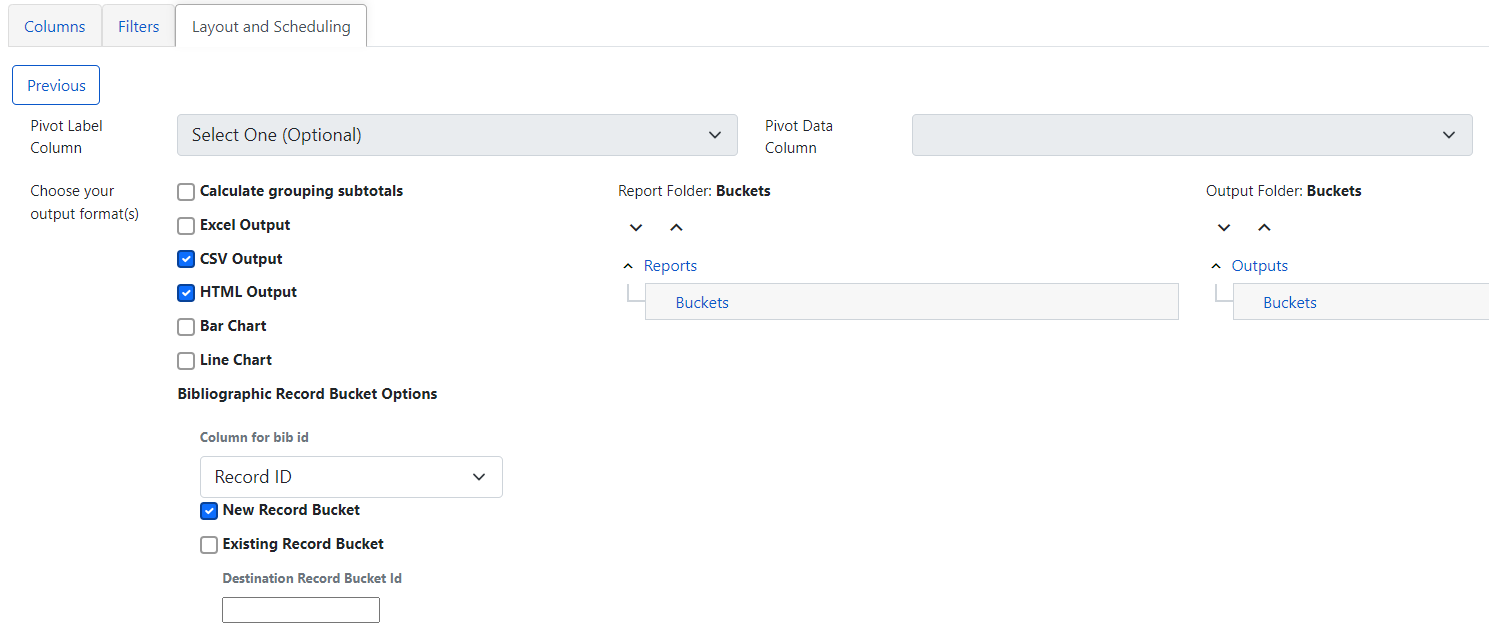 Columns
Filters
Layout and Scheduling
Previous
Pivot Label
Column
Select One (Optional)
Pivot Data
Column
Choose your
output format(s)
Calculate grouping subtotals
Excel Output
CSV Output
HTML Output
Bar Chart
Line Chart
Bibliographic Record Bucket Options
Column for bib id
Record ID
New Record Bucket
Existing Record Bucket
Destination Record Bucket Id
Report Folder: Buckets
Reports
Buckets
Output Folder: Buckets
Outputs
Buckets